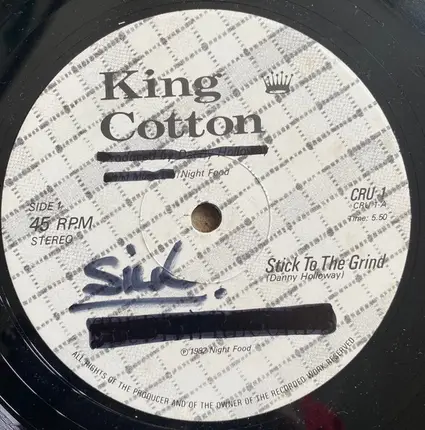 King
Cotton
Night Food
SIDE 1
45 RPM
STEREO
CRU-1
CRU 1-A
Time: 5.50
Stick To The Grind
(Danny Holloway)
Sick.
℗ 1982 Night Food
ALL RIGHTS OF THE PRODUCER AND OF THE OWNER OF THE RECORDED WORK RESERVED